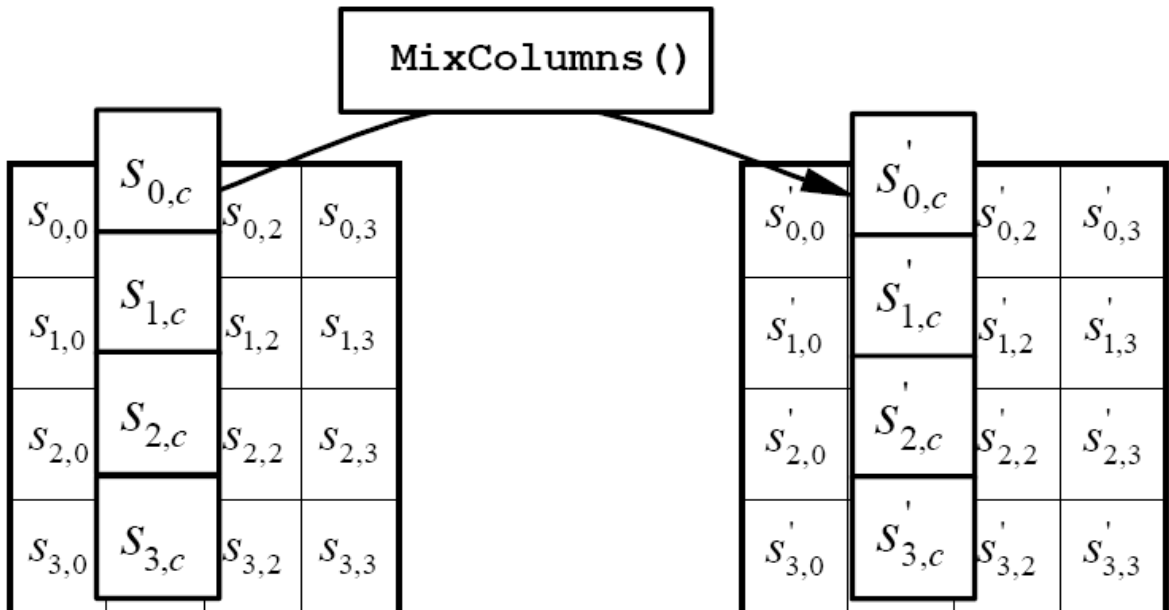 MixColumns()
s0,c s'0,c
s0,0 s0,2 s0,3 s'0,0 s'0,2 s'0,3
s1,c s'1,c
s1,0 s1,2 s1,3 s'1,0 s'1,2 s'1,3
s2,c s'2,c
s2,0 s2,2 s2,3 s'2,0 s'2,2 s'2,3
s3,c s'3,c
s3,0 s3,2 s3,3 s'3,0 s'3,2 s'3,3